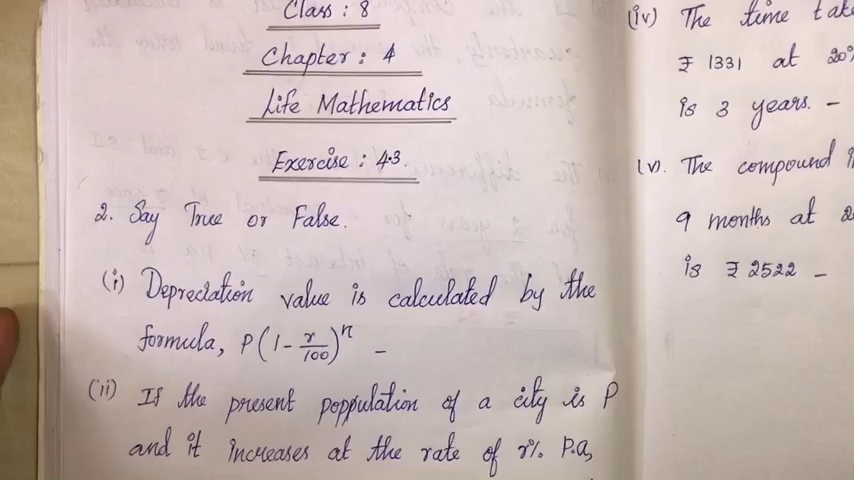 Class : 8
Chapter : 4
Life Mathematics
Exercise : 4.3
2. Say True or False.
(i) Depreciation value is calculated by the
formula, P(1 - r/100)^n -
(ii) If the present poppulation of a city is P
and it increases at the rate of r% P.a,
(iv) The time
₹ 1331 at 20%
is 3 years. -
(v). The compound
9 months at
is ₹ 2522 -